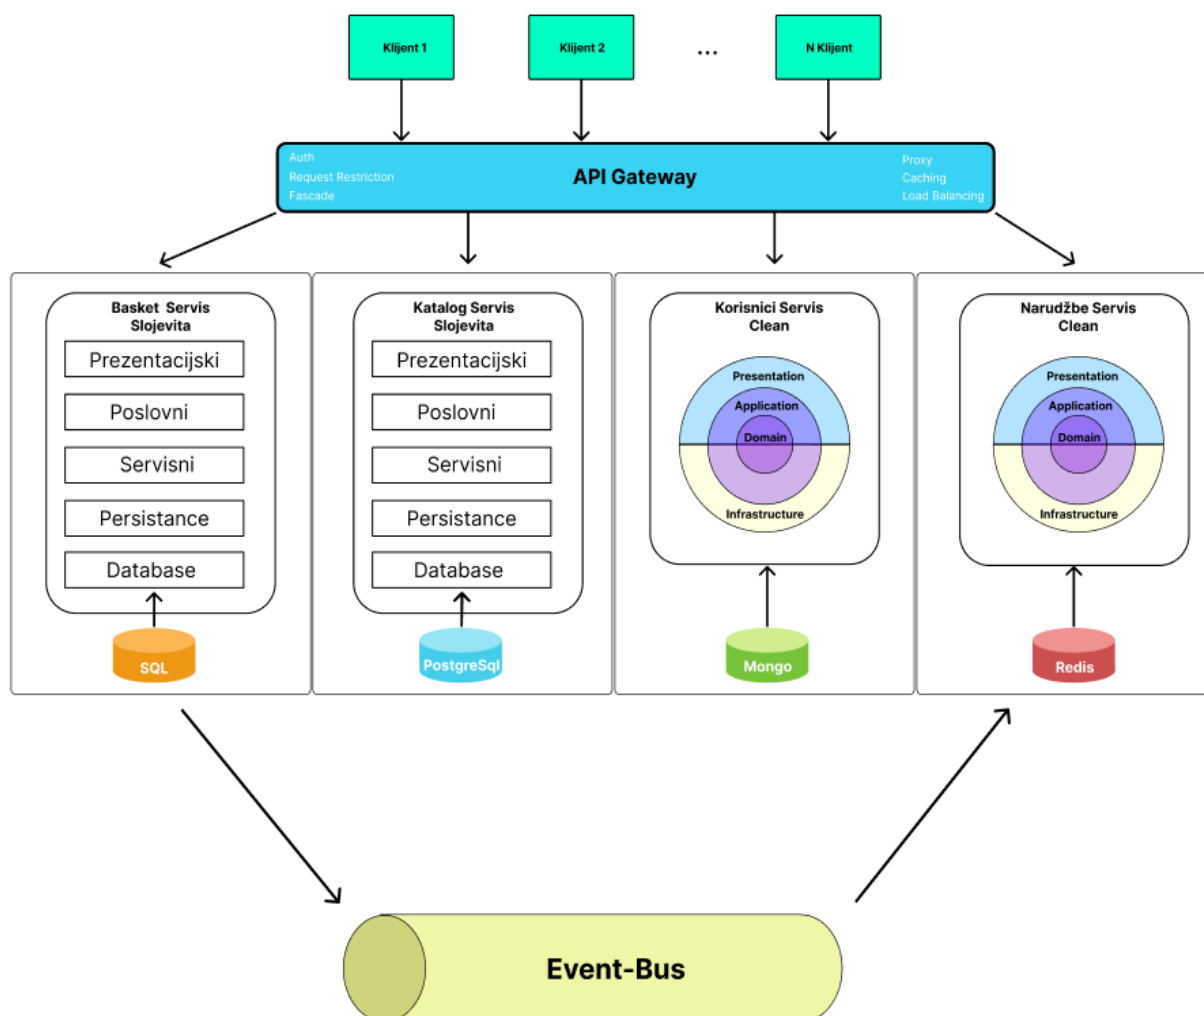 Klijent 1
Klijent 2
...
N Klijent
Auth
Request Restriction
Fascade
API Gateway
Proxy
Caching
Load Balancing
Basket Servis
Slojevita
Prezentacijski
Poslovni
Servisni
Persistance
Database
SQL
Katalog Servis
Slojevita
Prezentacijski
Poslovni
Servisni
Persistance
Database
PostgreSql
Korisnici Servis
Clean
Presentation
Application
Domain
Infrastructure
Mongo
Narudžbe Servis
Clean
Presentation
Application
Domain
Infrastructure
Redis
Event-Bus